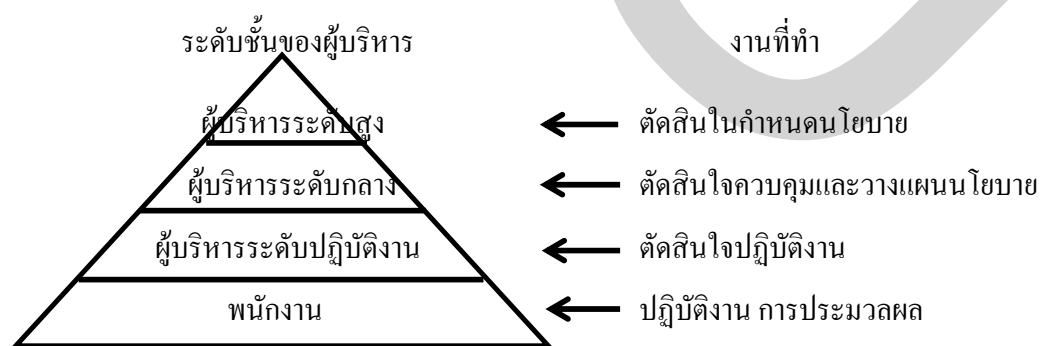 ระดับชั้นของผู้บริหาร งานที่ทำ
ผู้บริหารระดับสูง ตัดสินในกำหนดนโยบาย
ผู้บริหารระดับกลาง ตัดสินใจควบคุมและวางแผนนโยบาย
ผู้บริหารระดับปฏิบัติงาน ตัดสินใจปฏิบัติงาน
พนักงาน ปฏิบัติงาน การประมวลผล